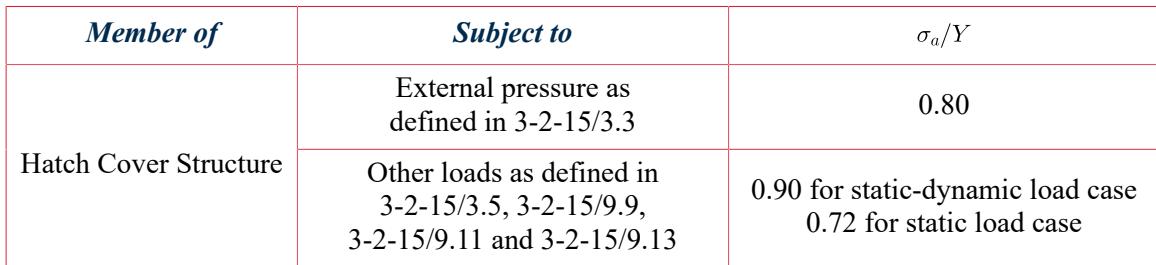 Member of
Subject to
σₐ/Y
Hatch Cover Structure
External pressure as
defined in 3-2-15/3.3
0.80
Other loads as defined in
3-2-15/3.5, 3-2-15/9.9,
3-2-15/9.11 and 3-2-15/9.13
0.90 for static-dynamic load case
0.72 for static load case